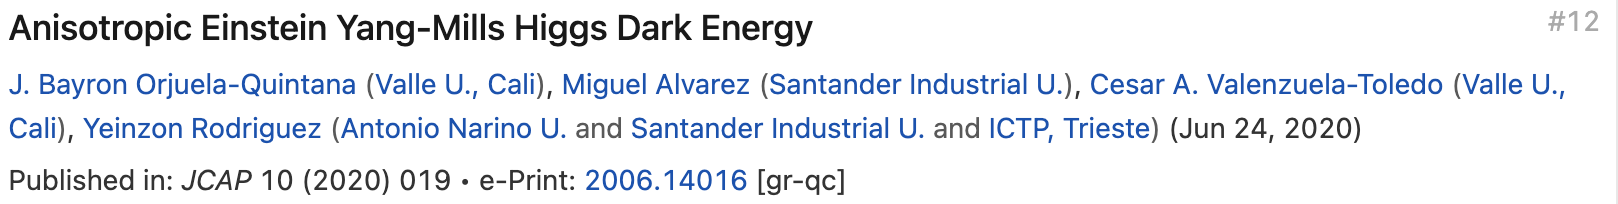 Anisotropic Einstein Yang-Mills Higgs Dark Energy
#12
J. Bayron Orjuela-Quintana (Valle U., Cali), Miguel Alvarez (Santander Industrial U.), Cesar A. Valenzuela-Toledo (Valle U.,
Cali), Yeinzon Rodriguez (Antonio Narino U. and Santander Industrial U. and ICTP, Trieste) (Jun 24, 2020)
Published in: JCAP 10 (2020) 019 • e-Print: 2006.14016 [gr-qc]